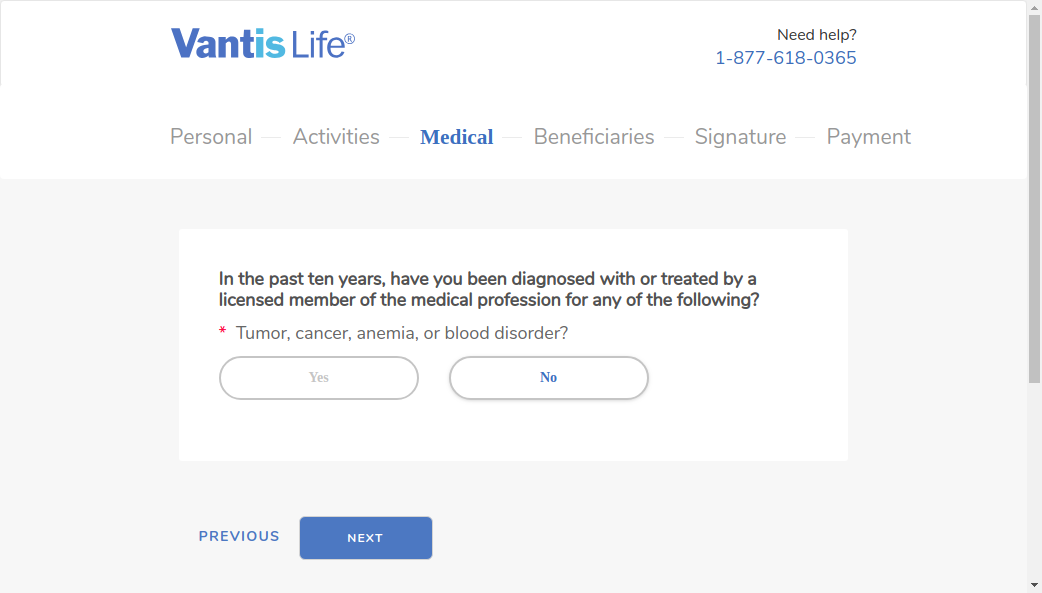 Vantis Life®
Need help?
1-877-618-0365
Personal Activities Medical Beneficiaries Signature Payment
In the past ten years, have you been diagnosed with or treated by a
licensed member of the medical profession for any of the following?
* Tumor, cancer, anemia, or blood disorder?
Yes No
PREVIOUS NEXT